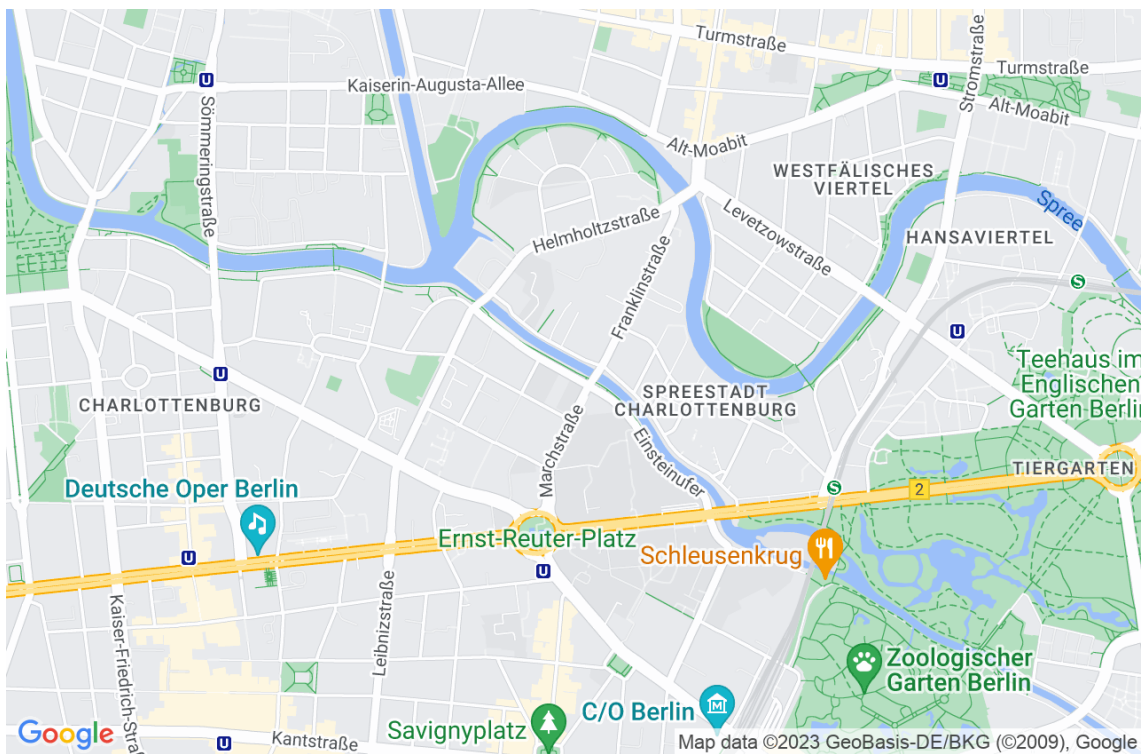 Turmstraße
Turmstraße
U
U
Kaiserin-Augusta-Allee
Stromstraße
Alt-Moabit
Sömmeringstraße
Alt-Moabit
WESTFÄLISCHES
VIERTEL
Levetzowstraße
Spree
Helmholtzstraße
HANSAVIERTEL
Franklinstraße
S
U
Teehaus im
Englischen
Garten Berlin
U
SPREESTADT
CHARLOTTENBURG
CHARLOTTENBURG
Marchstraße
Einsteinufer
TIERGARTEN
Deutsche Oper Berlin
S
2
Ernst-Reuter-Platz
Schleusenkrug
U
U
Leibnizstraße
Kaiser-Friedrich-Straß
Zoologischer
Garten Berlin
M
C/O Berlin
Savignyplatz
Google
U
Kantstraße
Map data ©2023 GeoBasis-DE/BKG (©2009), Google